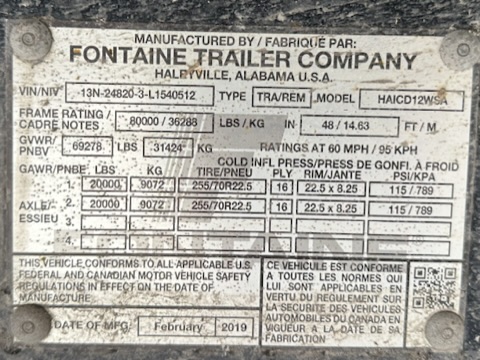 MANUFACTURED BY / FABRIQUÉ PAR:
FONTAINE TRAILER COMPANY
HALEYVILLE, ALABAMA U.S.A.
VIN/NIV 13N-24820-3-L1540512 TYPE TRA/REM MODEL HAICD12WSA
FRAME RATING / CADRE NOTES 80000 / 36288 LBS / KG IN 48 / 14.63 FT / M
GVWR/ PNBV 69278 LBS 31424 KG RATINGS AT 60 MPH / 95 KPH
COLD INFL PRESS/PRESSION DE GONFL À FROID
GAWR/PNBE: LBS KG TIRE/PNEU PLY RIM/JANTE PSI/KPA
1. 20000 9072 255/70R22.5 16 22.5 x 8.25 115 / 789
AXLE/ ESSIEU 2. 20000 9072 255/70R22.5 16 22.5 x 8.25 115 / 789
3.
4.
FONTAINE
THIS VEHICLE CONFORMS TO ALL APPLICABLE U.S.
FEDERAL AND CANADIAN MOTOR VEHICLE SAFETY
REGULATIONS IN EFFECT ON THE DATE OF
MANUFACTURE
CE VÉHICULE EST CONFORME
A TOUTES LES NORMES QUI
LUI SONT APPLICABLES EN
VERTU DU REGULEMENT SUR
LA SECURITE DES VEHICULES
AUTOMOBILES DU CANADA EN
VIGUEUR A LA DATE DE SA
FABRICATION
DATE OF MFG: February 2019